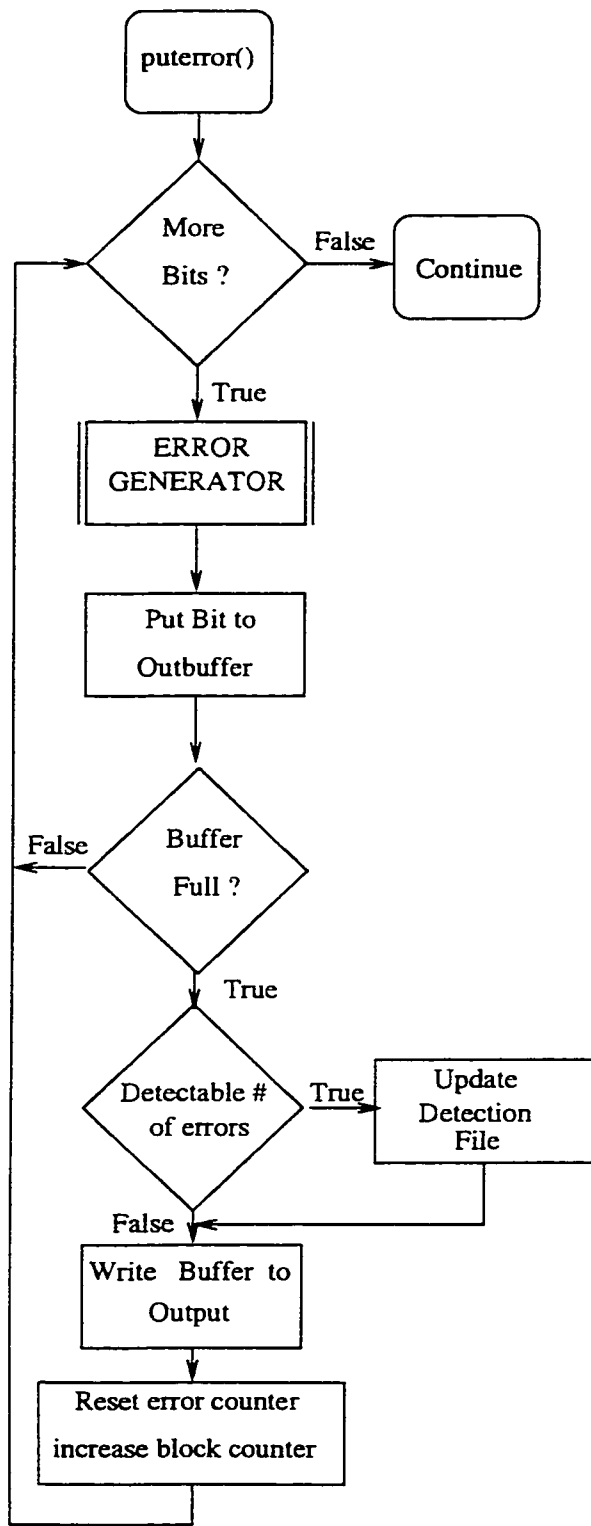 puterror()
More
Bits ?
False
Continue
True
ERROR
GENERATOR
Put Bit to
Outbuffer
False
Buffer
Full ?
True
Detectable #
of errors
True
Update
Detection
File
False
Write Buffer to
Output
Reset error counter
increase block counter